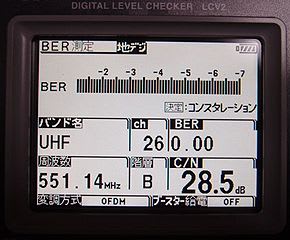 DIGITAL LEVEL CHECKER LCV2
BER測定 地デジ
-2 -3 -4 -5 -6 -7
BER
決定:コンスタレーション
バンド名 ch BER
UHF 26 0.00
周波数 階層 C/N
551.14MHz B 28.5dB
変調方式 OFDM ブースター給電 OFF